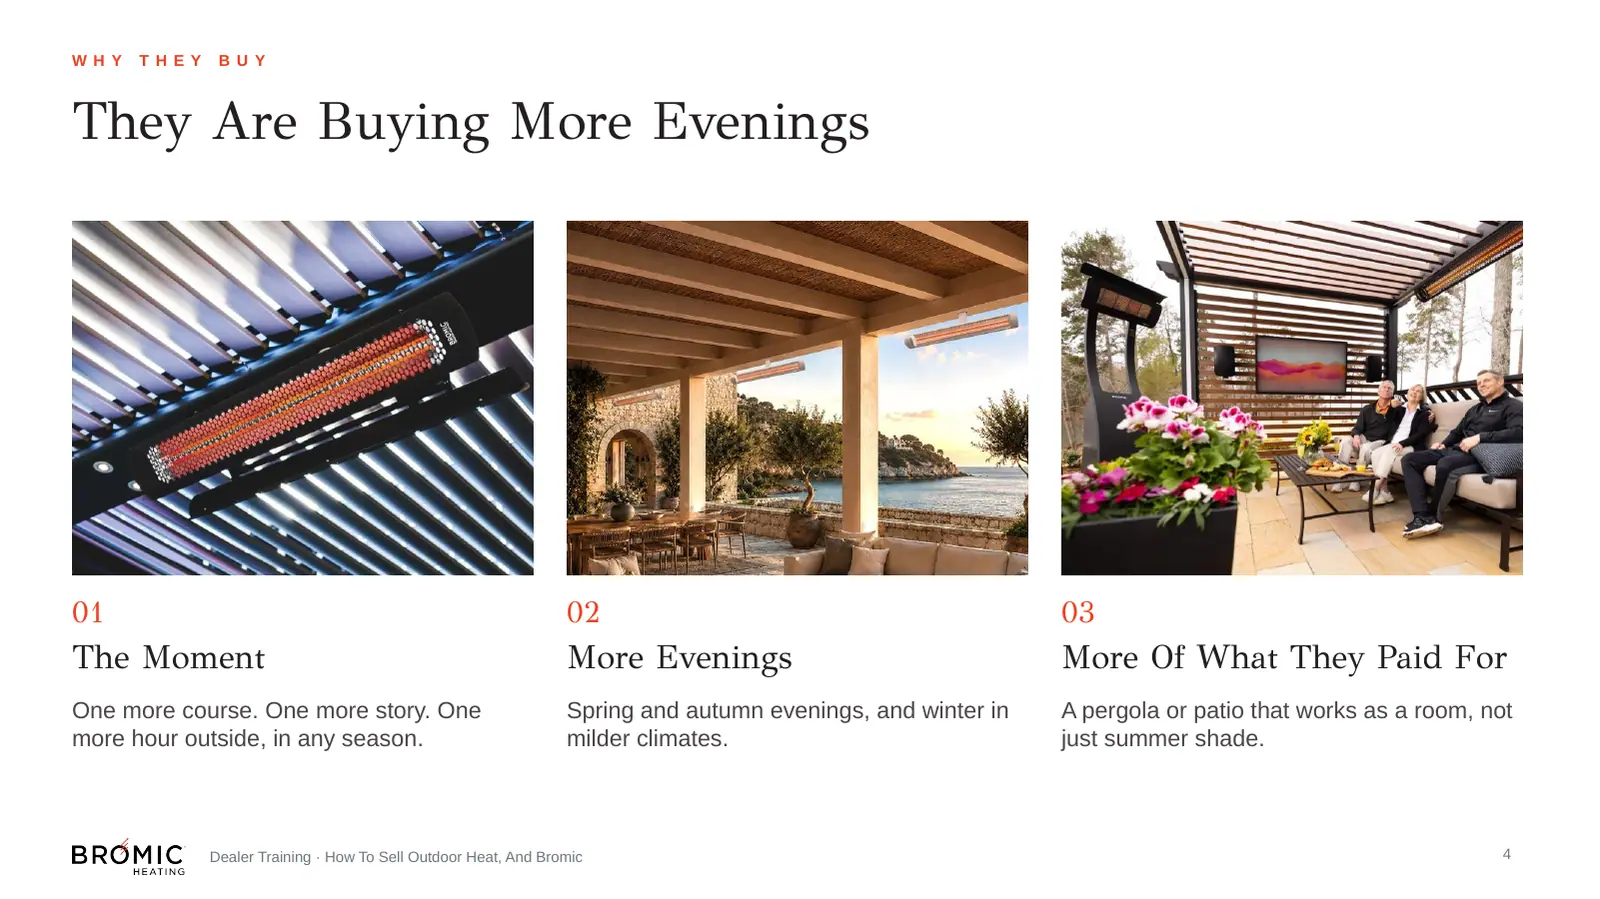 WHY THEY BUY
They Are Buying More Evenings
BROMIC
01
The Moment
One more course. One more story. One
more hour outside, in any season.
02
More Evenings
Spring and autumn evenings, and winter in
milder climates.
03
More Of What They Paid For
A pergola or patio that works as a room, not
just summer shade.
BROMIC
HEATING
Dealer Training · How To Sell Outdoor Heat, And Bromic
4